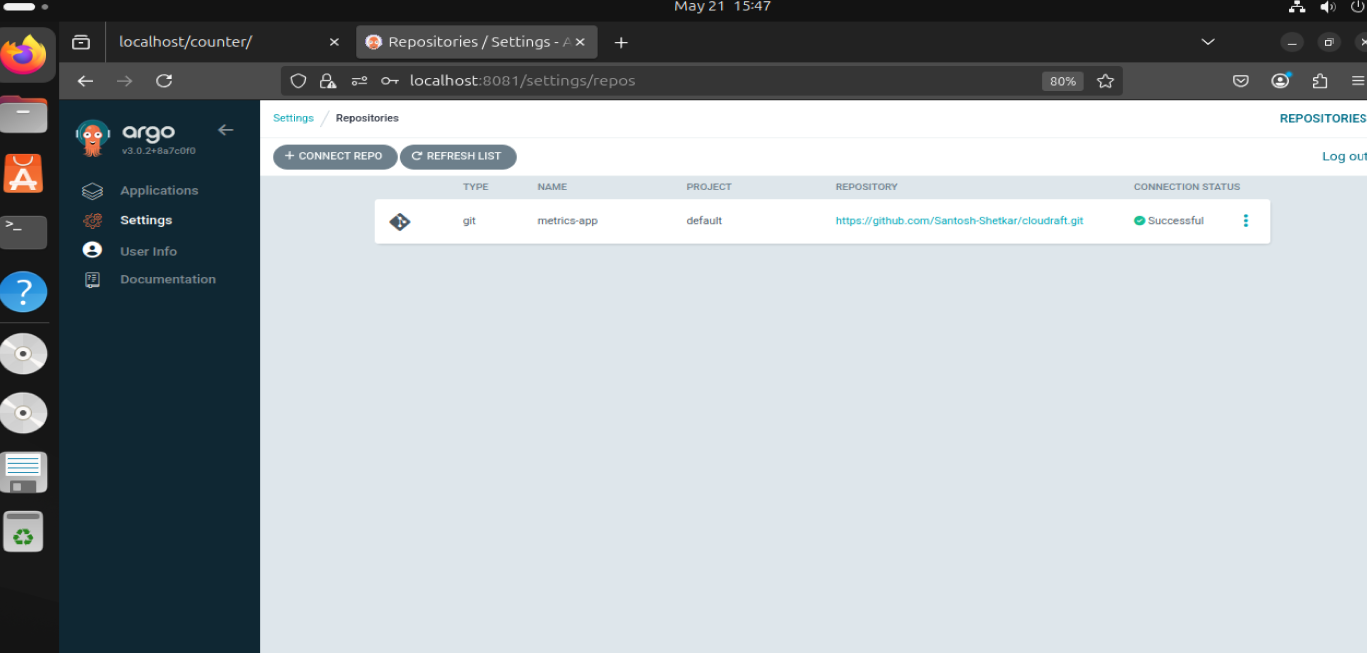 May 21 15:47
localhost/counter/
Repositories / Settings - A
localhost:8081/settings/repos
80%
argo
v3.0.2+8a7c0f0
Applications
Settings
User Info
Documentation
Settings / Repositories
REPOSITORIES
+ CONNECT REPO
REFRESH LIST
Log out
TYPE NAME PROJECT REPOSITORY CONNECTION STATUS
git metrics-app default https://github.com/Santosh-Shetkar/cloudraft.git Successful